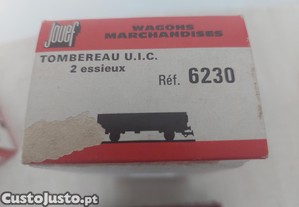 Jouef
WAGONS
MARCHANDISES
TOMBEREAU U.I.C.
2 essieux
Réf. 6230
CustoJusto.pt